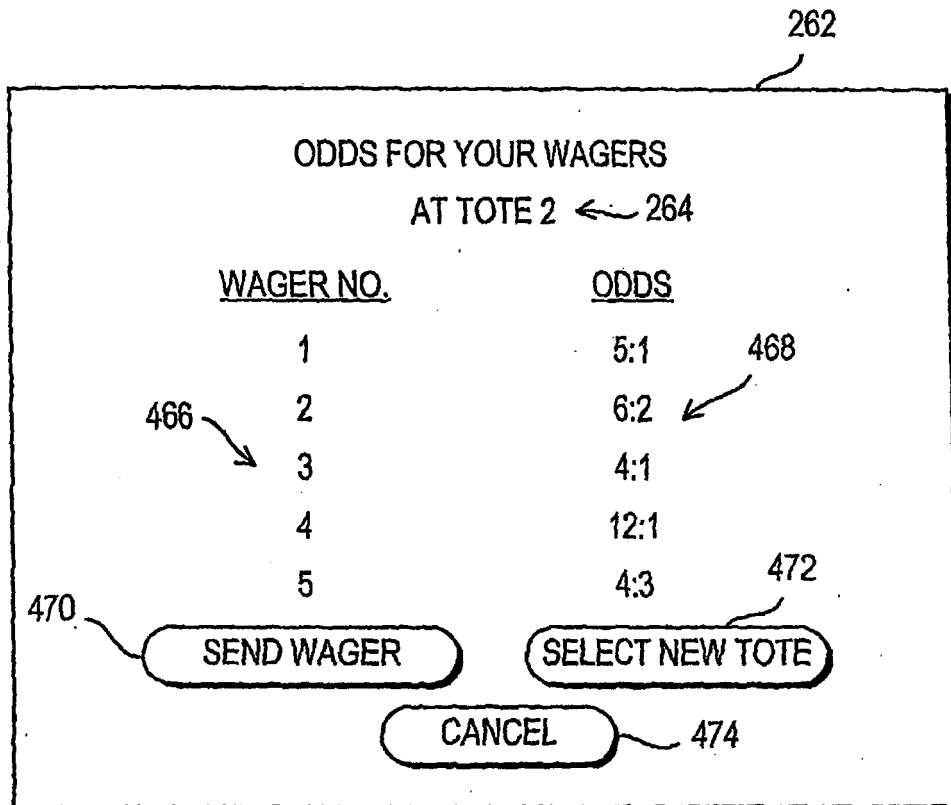 262
ODDS FOR YOUR WAGERS
AT TOTE 2 264
WAGER NO. ODDS
1 5:1 468
466 2 6:2
3 4:1
4 12:1
5 4:3 472
470 SEND WAGER SELECT NEW TOTE
CANCEL 474